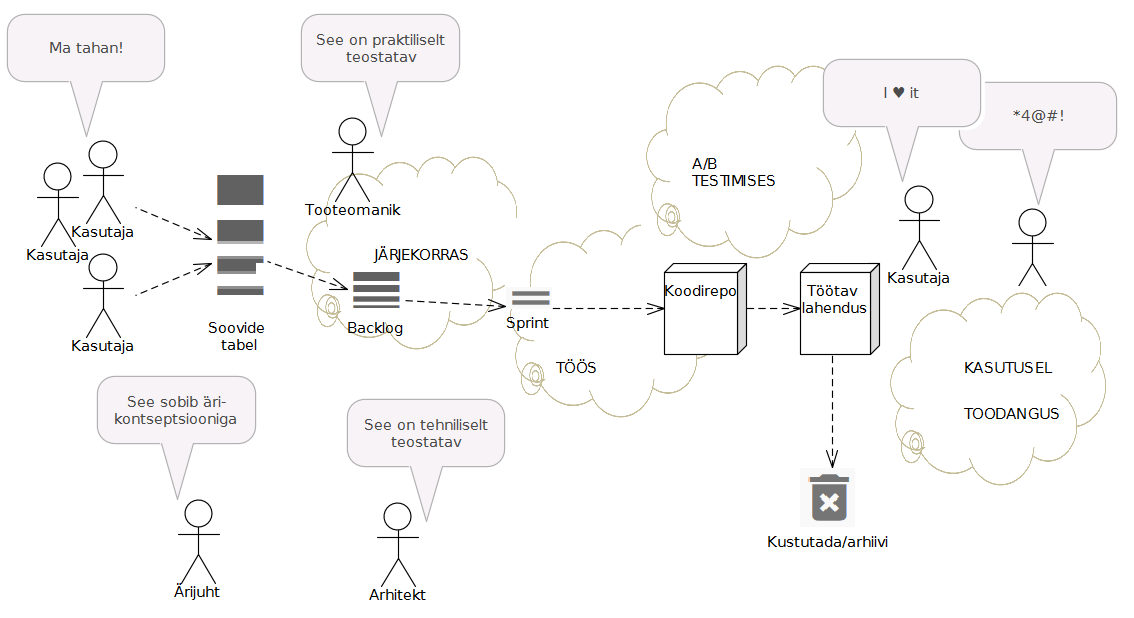 Ma tahan!
See on praktiliselt
teostatav
I ♥ it
*4@#!
A/B
TESTIMISES
Tooteomanik
Kasutaja
Kasutaja
JÄRJEKORRAS
Kasutaja
Koodirepo
Töötav
lahendus
Backlog
Sprint
Soovide
tabel
Kasutaja
TÖÖS
KASUTUSEL
TOODANGUS
See sobib äri-
kontseptsiooniga
See on tehniliselt
teostatav
Kustutada/arhiivi
Ärijuht
Arhitekt